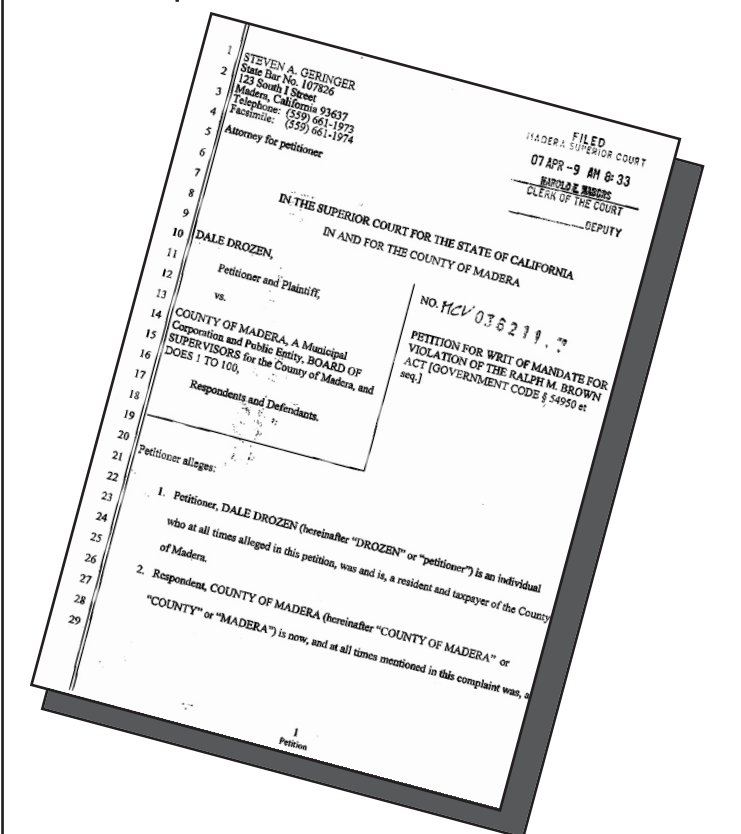 1
2
3
4
5
6
7
8
9
10
11
12
13
14
15
16
17
18
19
20
21
22
23
24
25
26
27
28
29
STEVEN A. GERINGER
State Bar No. 107826
123 South I Street
Madera, California 93637
Telephone: (559) 661-1973
Facsimile: (559) 661-1974
Attorney for petitioner
FILED
MADERA SUPERIOR COURT
07 APR -9 AM 8:33
CLERK OF THE COURT
DEPUTY
IN THE SUPERIOR COURT FOR THE STATE OF CALIFORNIA
IN AND FOR THE COUNTY OF MADERA
DALE DROZEN,
Petitioner and Plaintiff,
vs.
COUNTY OF MADERA, A Municipal
Corporation and Public Entity, BOARD OF
SUPERVISORS for the County of Madera, and
DOES 1 TO 100,
Respondents and Defendants.
NO.
PETITION FOR WRIT OF MANDATE FOR
VIOLATION OF THE RALPH M. BROWN
ACT [GOVERNMENT CODE § 54950 et
seq.]
Petitioner alleges:
1. Petitioner, DALE DROZEN (hereinafter "DROZEN" or "petitioner") is an individual
who at all times alleged in this petition, was and is, a resident and taxpayer of the County
of Madera.
2. Respondent, COUNTY OF MADERA (hereinafter "COUNTY OF MADERA" or
"COUNTY" or "MADERA") is now, and at all times mentioned in this complaint was, a
1
Petition